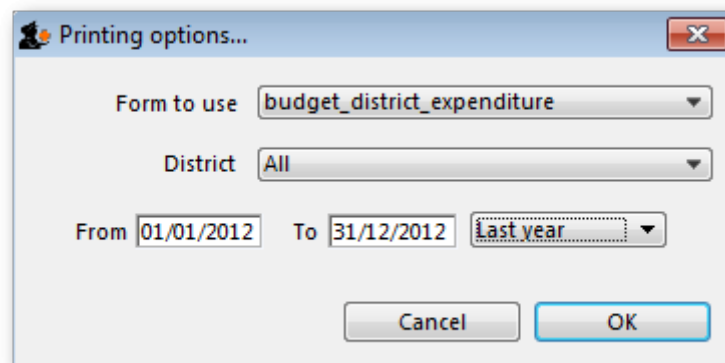 Printing options...
Form to use budget_district_expenditure
District All
From 01/01/2012 To 31/12/2012 Last year
Cancel OK